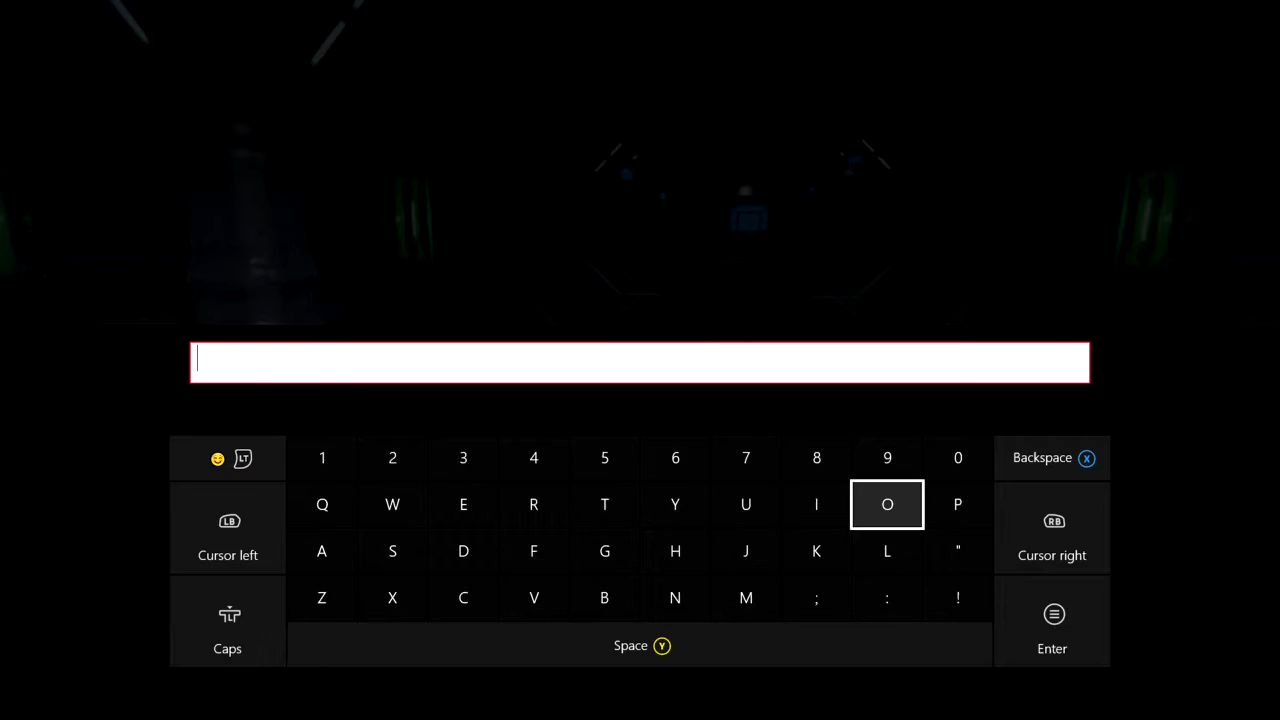 LT 1 2 3 4 5 6 7 8 9 0 Backspace X
Q W E R T Y U I O P
LB Cursor left A S D F G H J K L " RB Cursor right
Z X C V B N M ; : !
LT Caps Space Y Enter